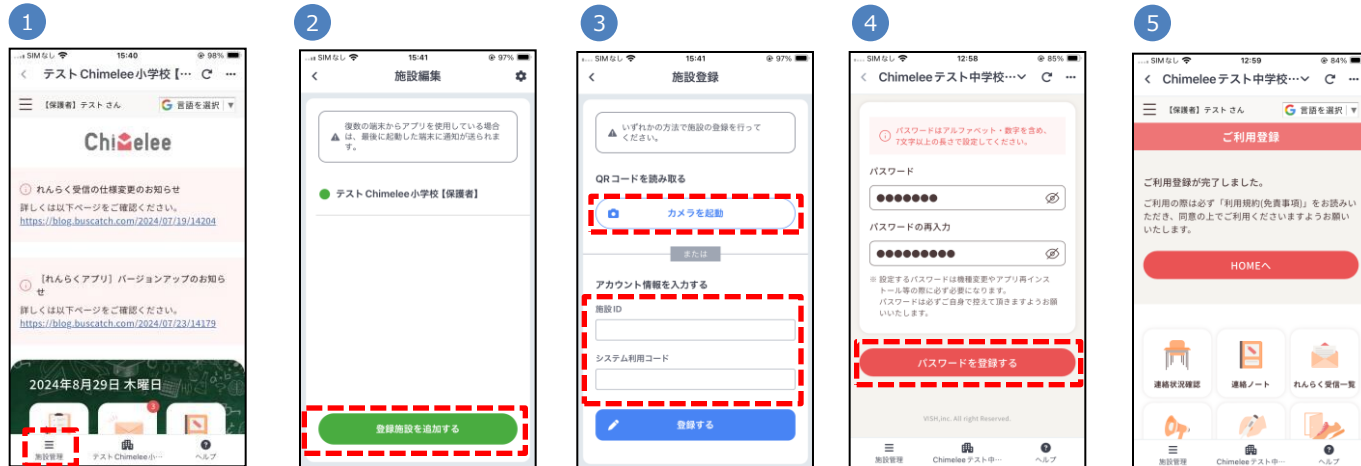 1
SIMなし 15:40 98%
テスト Chimelee小学校【…
【保護者】テスト さん
G 言語を選択 ▼
Chimelee
れんらく受信の仕様変更のお知らせ
詳しくは以下ページをご確認ください。
https://blog.buscatch.com/2024/07/19/14204
［れんらくアプリ］バージョンアップのお知ら
せ
詳しくは以下ページをご確認ください。
https://blog.buscatch.com/2024/07/23/14179
2024年8月29日 木曜日
3
施設管理
テスト Chimelee小…
ヘルプ
2
SIMなし 15:41 97%
施設編集
複数の端末からアプリを使用している場合
は、最後に起動した端末に通知が送られま
す。
テスト Chimelee小学校【保護者】
登録施設を追加する
3
SIMなし 15:41 97%
施設登録
いずれかの方法で施設の登録を行って
ください。
QRコードを読み取る
カメラを起動
または
アカウント情報を入力する
施設ID
システム利用コード
登録する
4
SIMなし 12:58 85%
Chimeleeテスト中学校…
パスワードはアルファベット・数字を含め、
7文字以上の長さで設定してください。
パスワード
●●●●●●●
パスワードの再入力
●●●●●●●●●
※ 設定するパスワードは機種変更やアプリ再インス
トール等の際に必ず必要になります。
パスワードは必ずご自身で控えて頂きますようお願
いいたします。
パスワードを登録する
VISH,inc. All right Reserved.
施設管理
Chimeleeテスト中…
ヘルプ
5
SIMなし 12:59 84%
Chimeleeテスト中学校…
【保護者】テスト さん
G 言語を選択 ▼
ご利用登録
ご利用登録が完了しました。
ご利用の際は必ず「利用規約(免責事項)」をお読みい
ただき、同意の上でご利用くださいますようお願い
いたします。
HOMEへ
連絡状況確認
連絡ノート
れんらく受信一覧
施設管理
Chimeleeテスト中…
ヘルプ